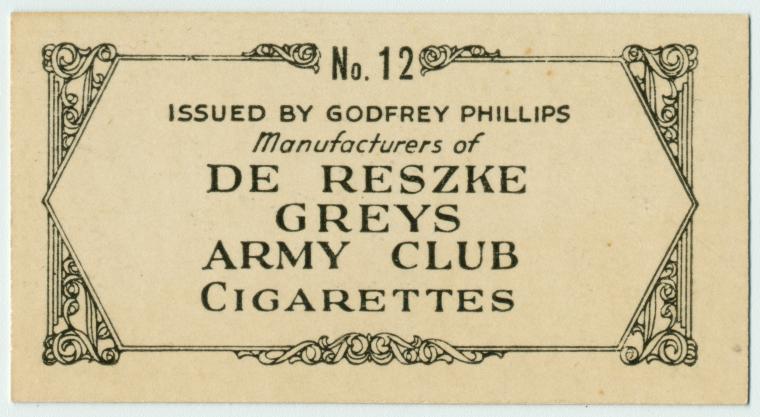 No. 12
ISSUED BY GODFREY PHILLIPS
Manufacturers of
DE RESZKE
GREYS
ARMY CLUB
CIGARETTES